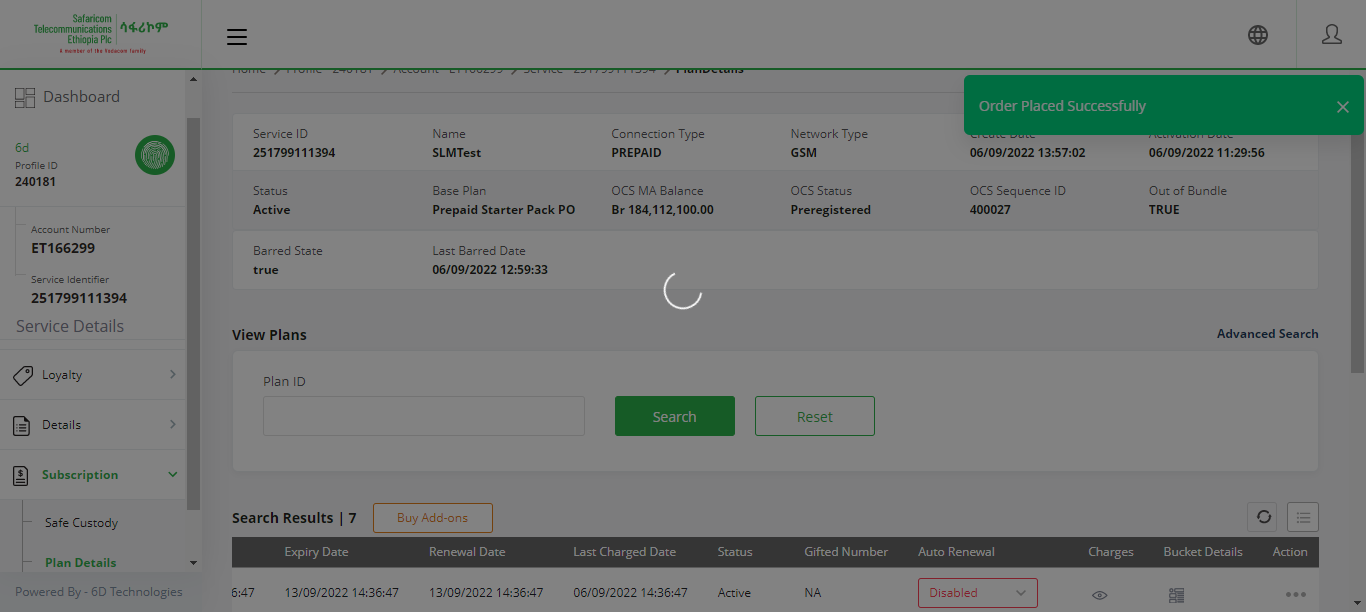 Safaricom
Telecommunications
Ethiopia Plc
ሳፋሪኮም
A member of the Vodacom family
Dashboard
6d
Profile ID
240181
Account Number
ET166299
Service Identifier
251799111394
Service Details
Loyalty
Details
Subscription
Safe Custody
Plan Details
Powered By - 6D Technologies
Home / Profile - 240181 / Account - ET166299 / Service - 251799111394 / PlanDetails
Order Placed Successfully
Service ID Name Connection Type Network Type Create Date Activation Date
251799111394 SLMTest PREPAID GSM 06/09/2022 13:57:02 06/09/2022 11:29:56
Status Base Plan OCS MA Balance OCS Status OCS Sequence ID Out of Bundle
Active Prepaid Starter Pack PO Br 184,112,100.00 Preregistered 400027 TRUE
Barred State Last Barred Date
true 06/09/2022 12:59:33
View Plans Advanced Search
Plan ID
Search Reset
Search Results | 7 Buy Add-ons
Expiry Date Renewal Date Last Charged Date Status Gifted Number Auto Renewal Charges Bucket Details Action
6:47 13/09/2022 14:36:47 13/09/2022 14:36:47 06/09/2022 14:36:47 Active NA Disabled